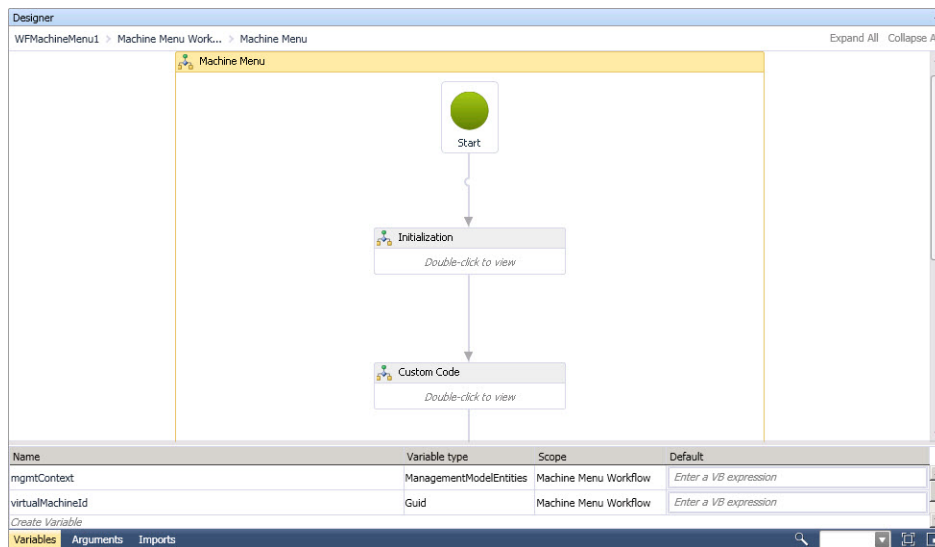 Designer
WFMachineMenu1 > Machine Menu Work... > Machine Menu
Expand All Collapse A
Machine Menu
Start
Initialization
Double-click to view
Custom Code
Double-click to view
Name Variable type Scope Default
mgmtContext ManagementModelEntities Machine Menu Workflow Enter a VB expression
virtualMachineId Guid Machine Menu Workflow Enter a VB expression
Create Variable
Variables Arguments Imports